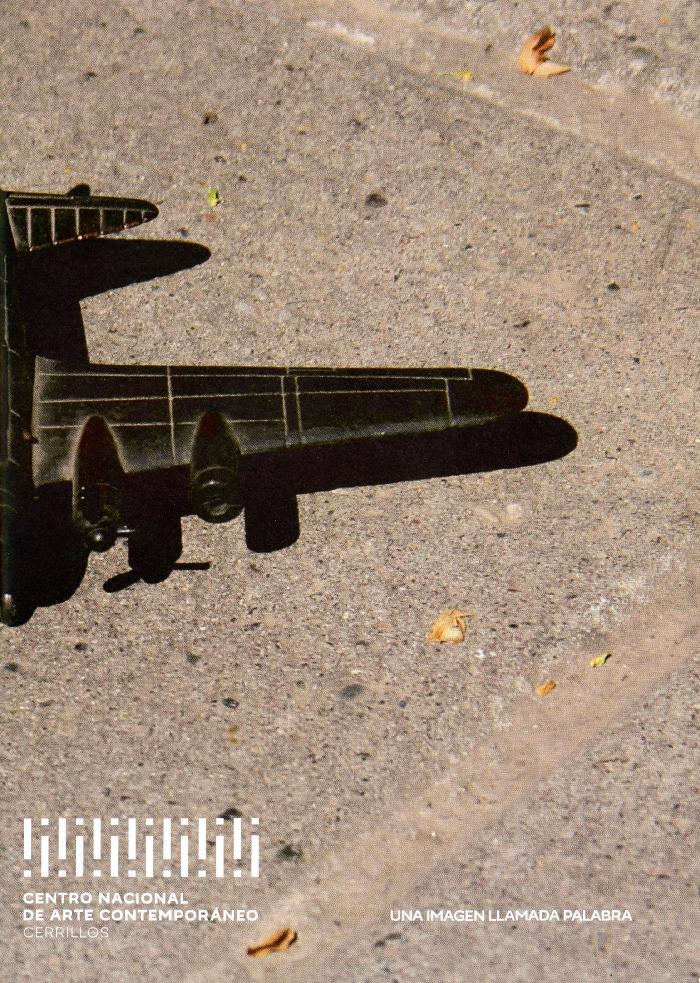 CENTRO NACIONAL
DE ARTE CONTEMPORÁNEO
CERRILLOS
UNA IMAGEN LLAMADA PALABRA